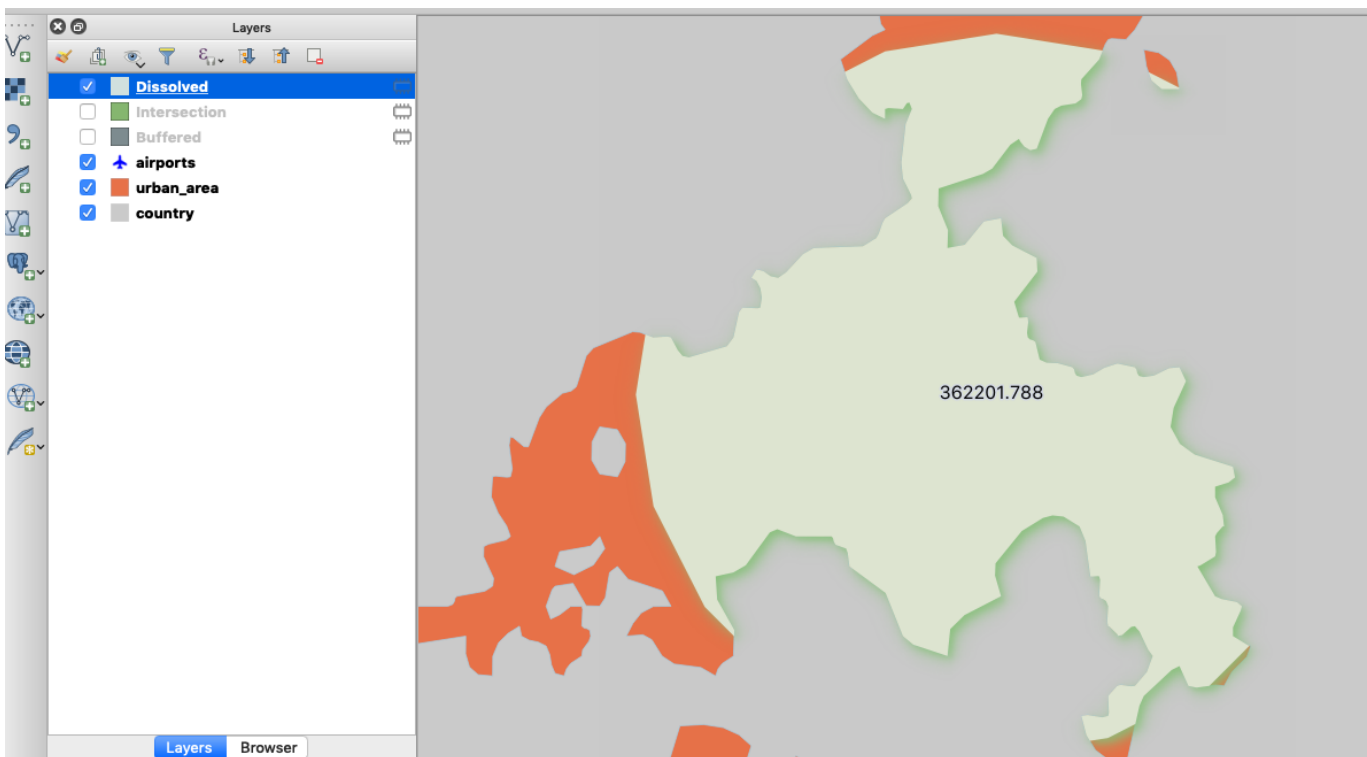 Layers
Dissolved
Intersection
Buffered
airports
urban_area
country
362201.788
Layers Browser